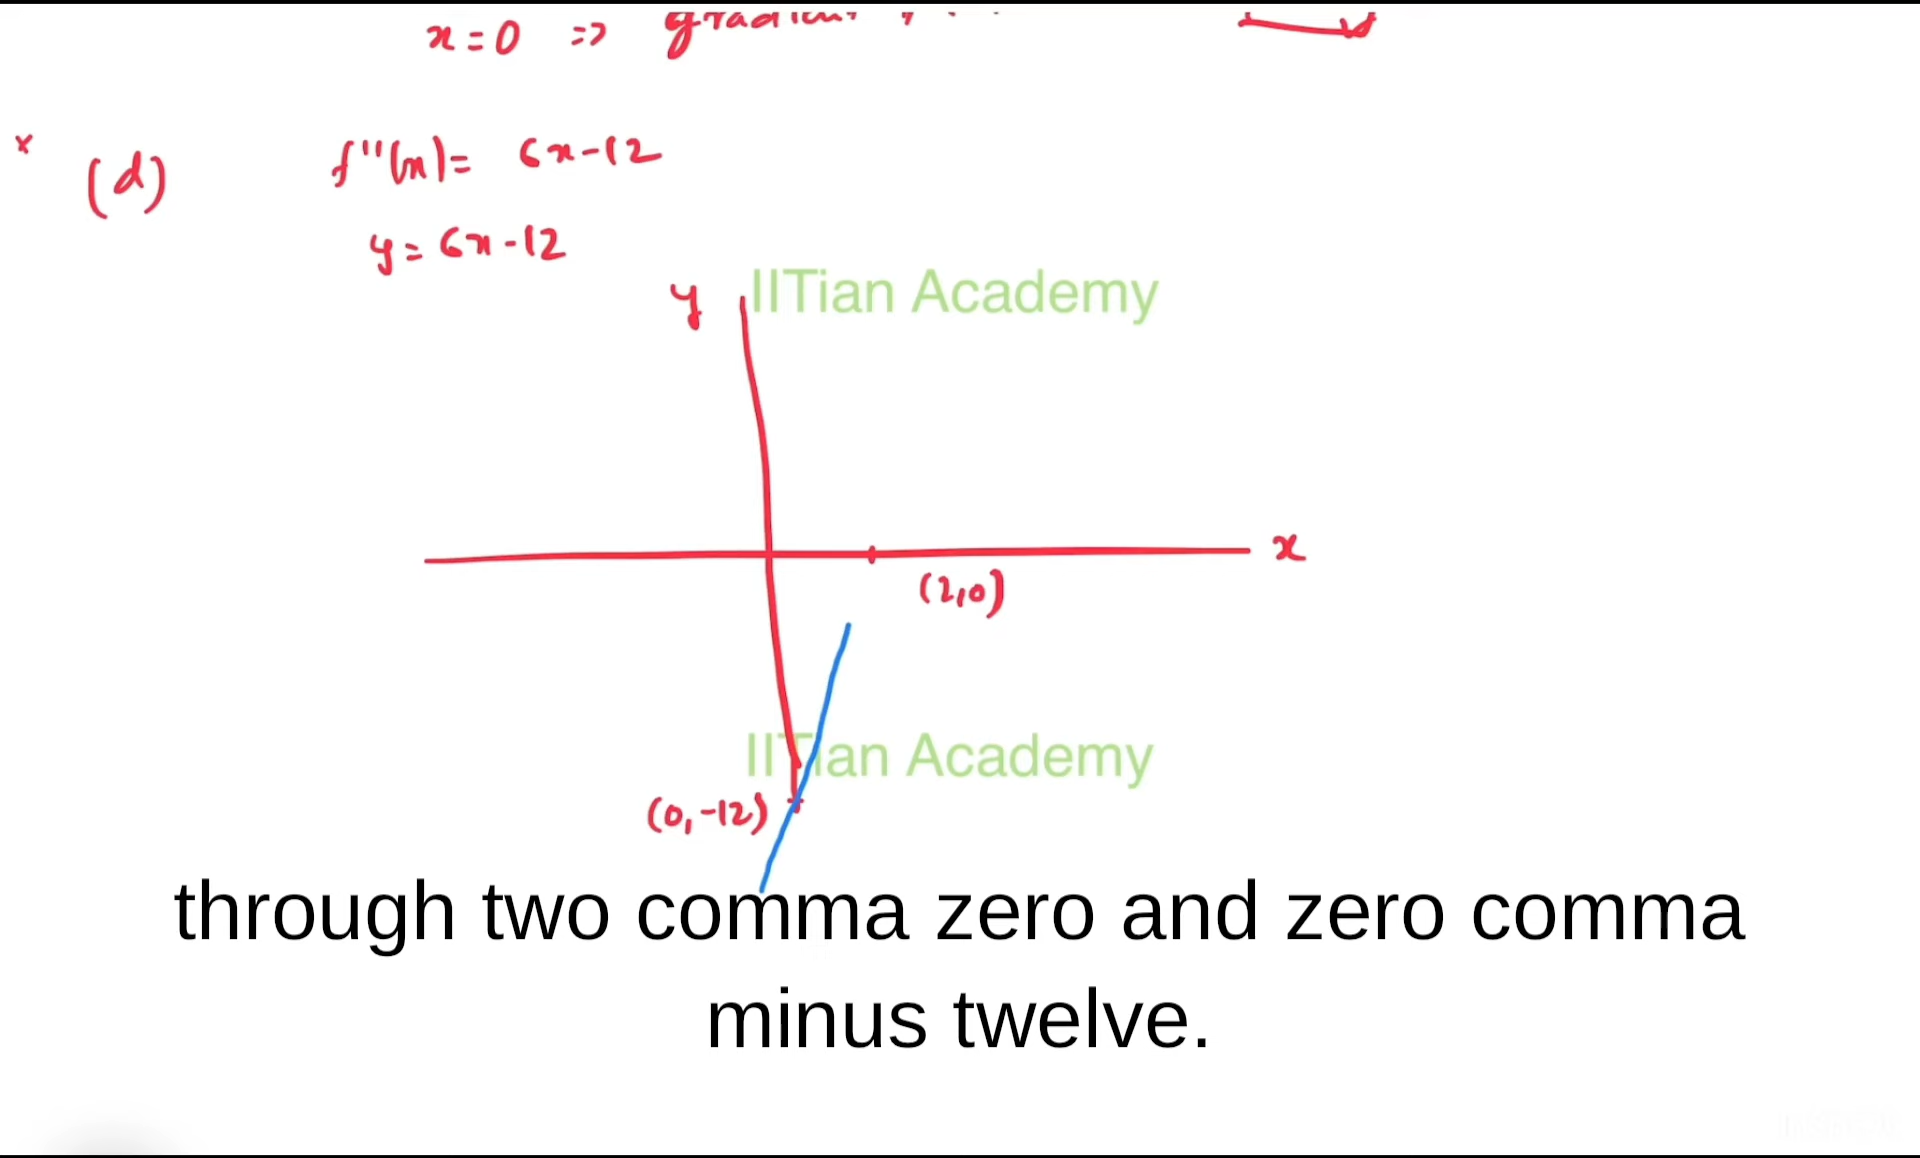 x = 0 => gradient
x
(d) f''(x) = 6x-12
y = 6x-12
y IITian Academy
x
(2,0)
IITian Academy
(0,-12)
through two comma zero and zero comma
minus twelve.